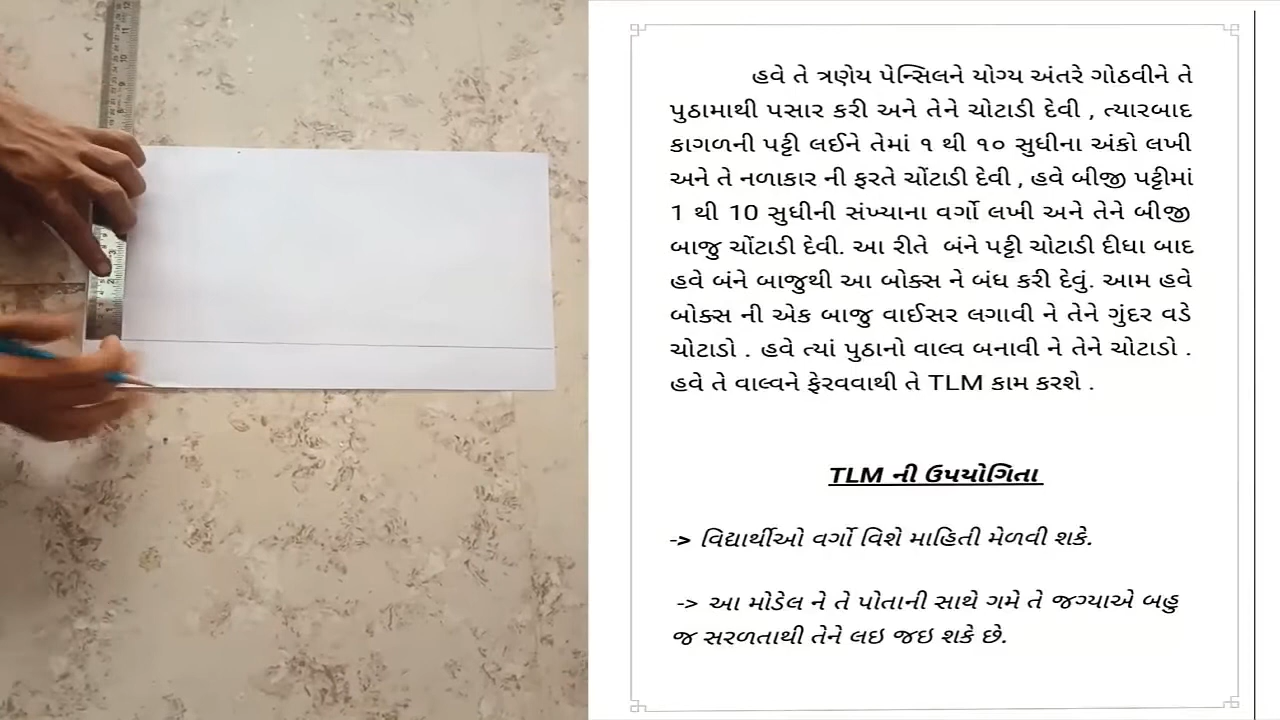 હવે તે ત્રણેય પેન્સિલને યોગ્ય અંતરે ગોઠવીને તે
પુઠામાથી પસાર કરી અને તેને ચોટાડી દેવી , ત્યારબાદ
કાગળની પટ્ટી લઈને તેમાં ૧ થી ૧૦ સુધીના અંકો લખી
અને તે નળાકાર ની ફરતે ચોંટાડી દેવી , હવે બીજી પટ્ટીમાં
1 થી 10 સુધીની સંખ્યાના વર્ગો લખી અને તેને બીજી
બાજુ ચોંટાડી દેવી. આ રીતે બંને પટ્ટી ચોટાડી દીધા બાદ
હવે બંને બાજુથી આ બોક્સ ને બંધ કરી દેવું. આમ હવે
બોક્સ ની એક બાજુ વાઈસર લગાવી ને તેને ગુંદર વડે
ચોટાડો . હવે ત્યાં પુઠાનો વાલ્વ બનાવી ને તેને ચોટાડો .
હવે તે વાલ્વને ફેરવવાથી તે TLM કામ કરશે .
TLM ની ઉપયોગિતા
-> વિદ્યાર્થીઓ વર્ગો વિશે માહિતી મેળવી શકે.
-> આ મોડેલ ને તે પોતાની સાથે ગમે તે જગ્યાએ બહુ
જ સરળતાથી તેને લઇ જઇ શકે છે.